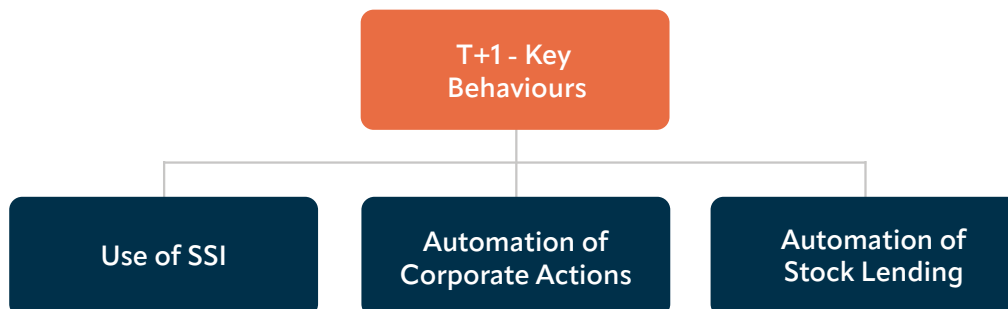 T+1 - Key
Behaviours
Use of SSI
Automation of
Corporate Actions
Automation of
Stock Lending